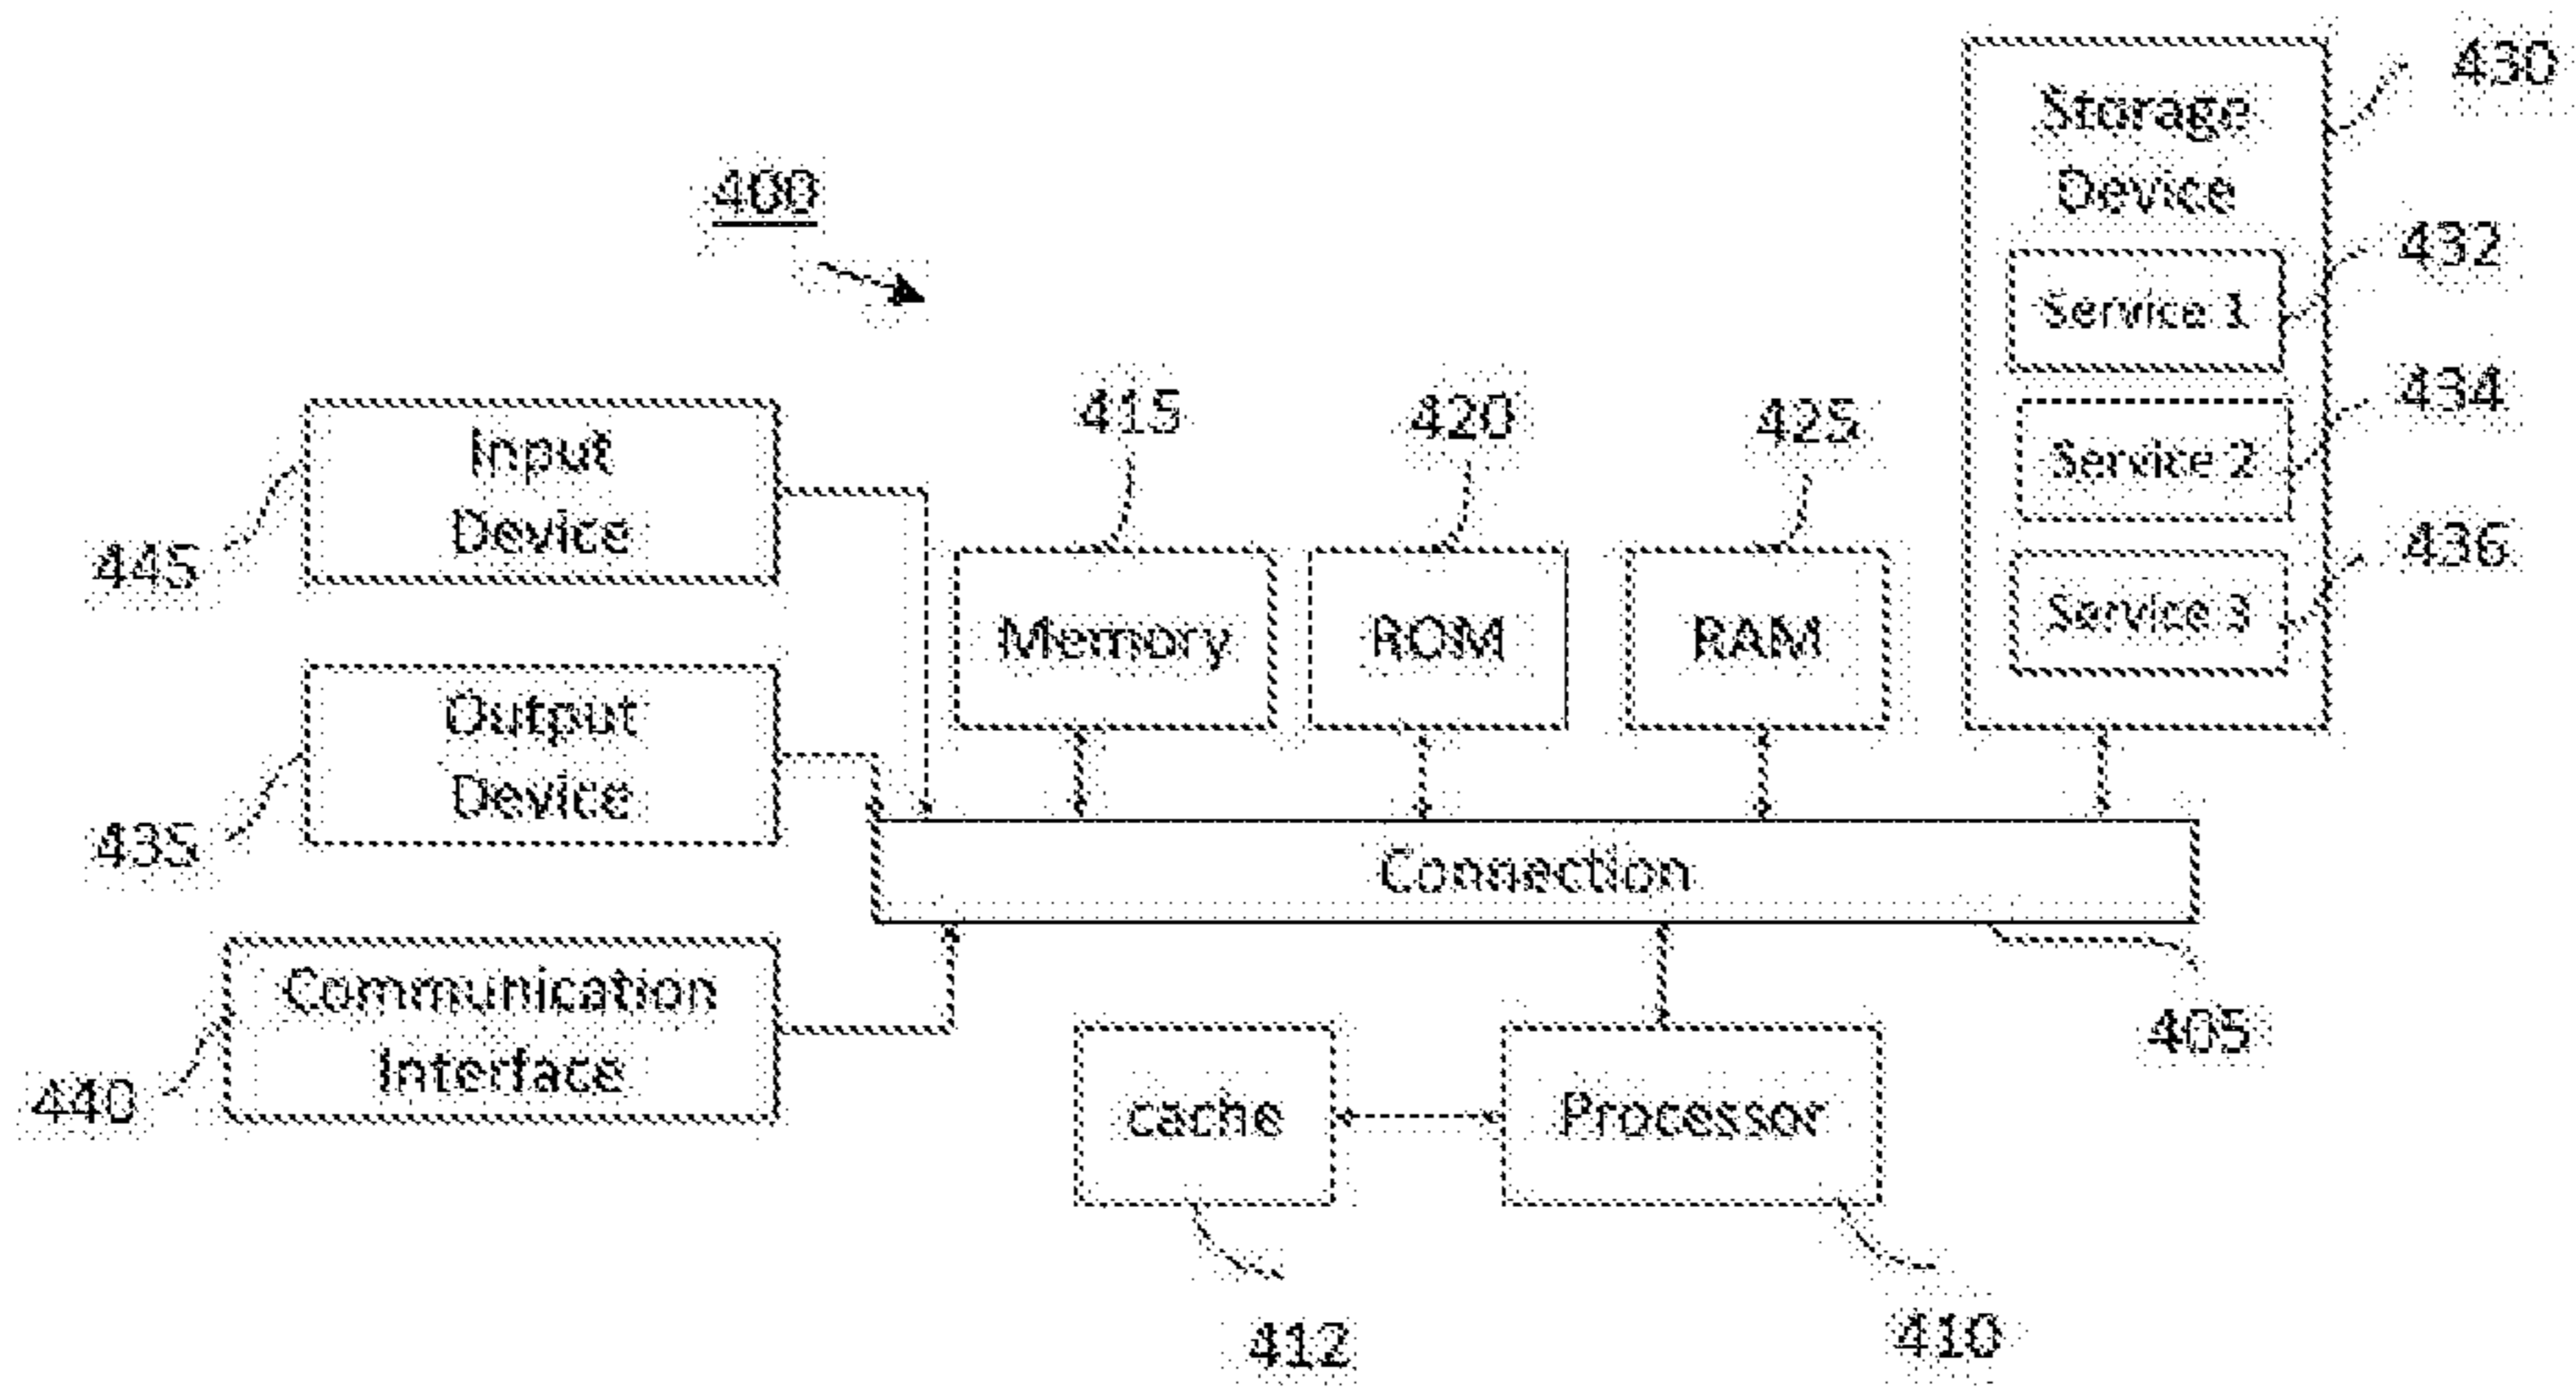 430
Storage
Device
400
432
Service 1
434
415
420
425
Input
Device
Service 2
436
445
Memory
ROM
RAM
Service 3
Output
Device
435
Connection
Communication
Interface
405
440
cache
Processor
412
410